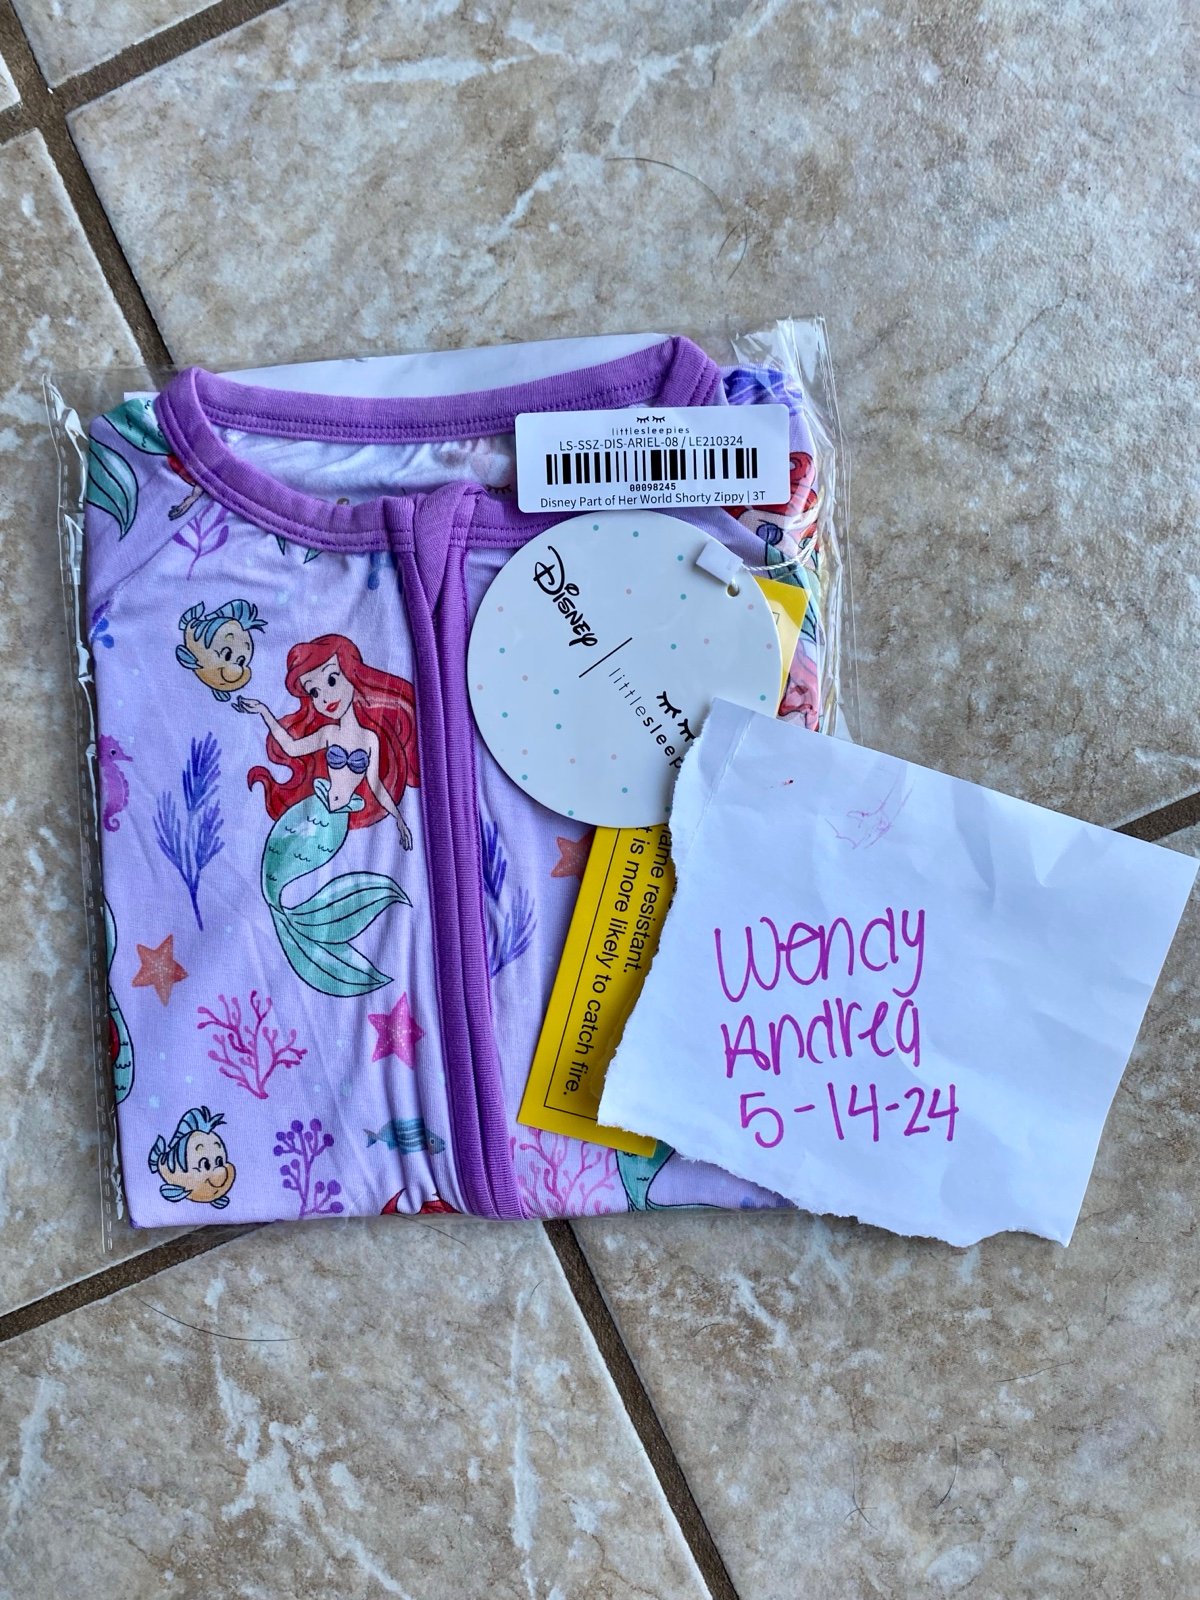 littlesleepies
LS-SSZ-DIS-ARIEL-08 / LE210324
00098245
Disney Part of Her World Shorty Zippy | 3T
Disney | littlesleep
lame resistant.
t is more likely to catch fire.
Wendy
Andrea
5-14-24